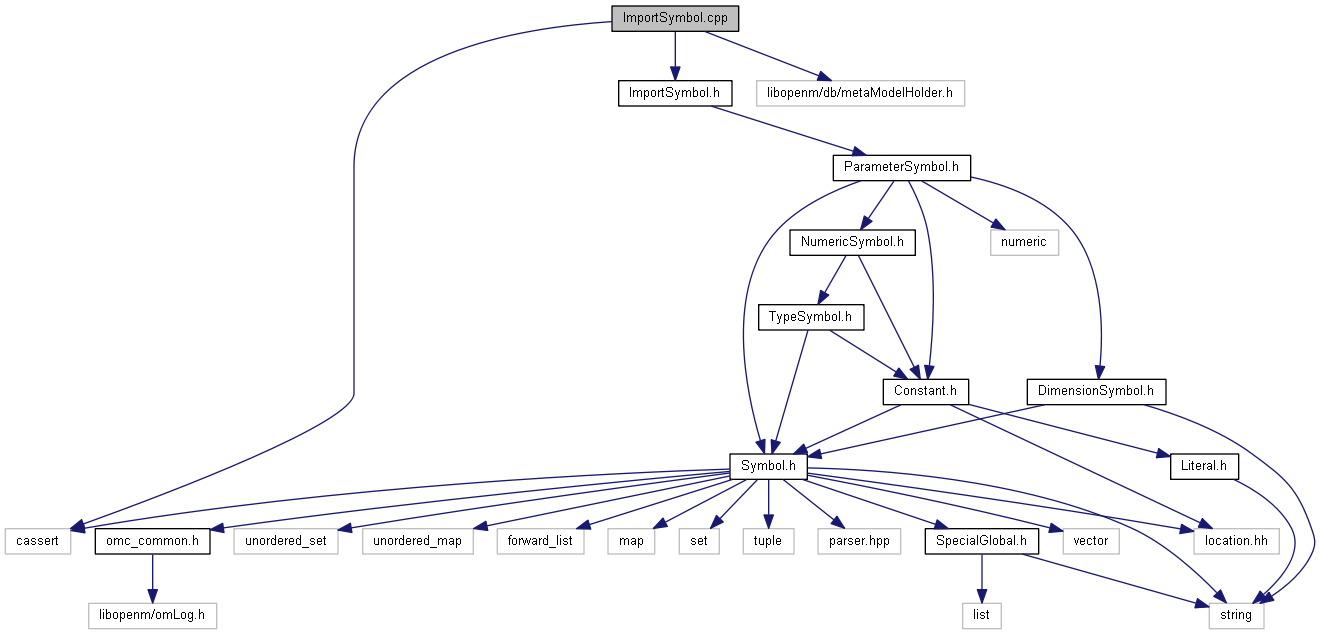 ImportSymbol.cpp
ImportSymbol.h
libopenm/db/metaModelHolder.h
ParameterSymbol.h
NumericSymbol.h
numeric
TypeSymbol.h
Constant.h
DimensionSymbol.h
Symbol.h
Literal.h
cassert
omc_common.h
unordered_set
unordered_map
forward_list
map
set
tuple
parser.hpp
SpecialGlobal.h
vector
location.hh
libopenm/omLog.h
list
string